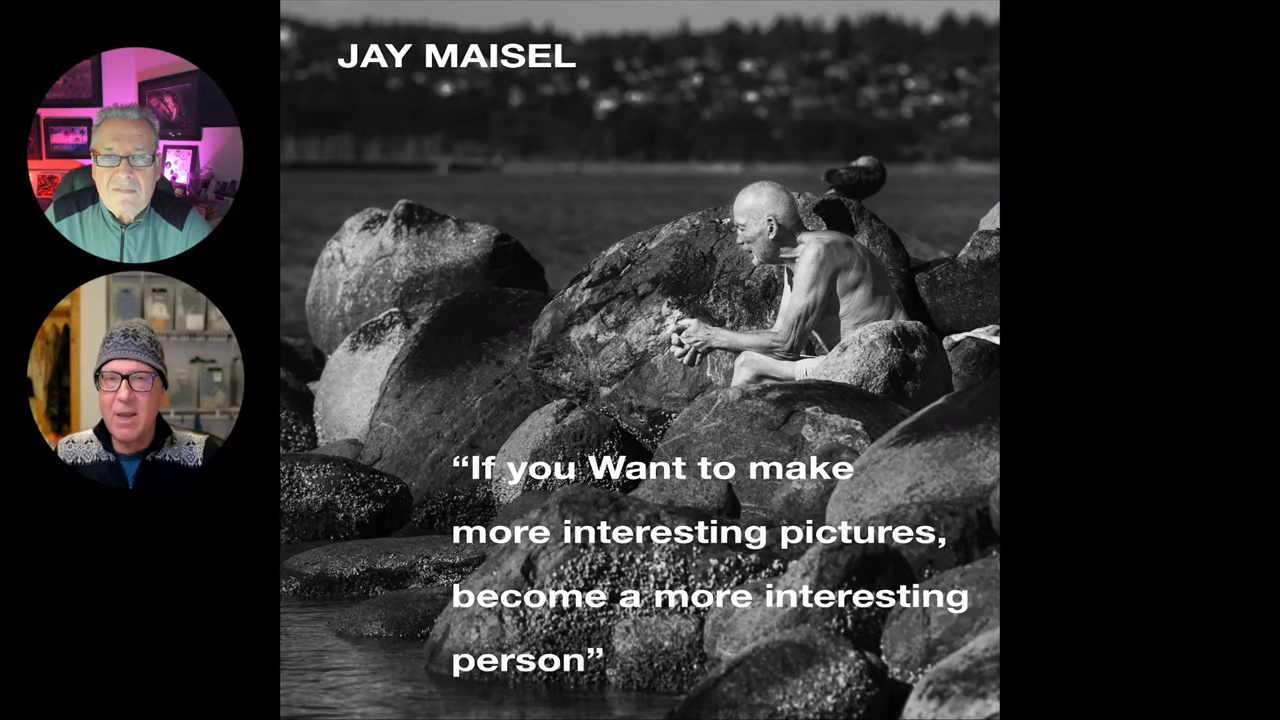 JAY MAISEL
“If you Want to make
more interesting pictures,
become a more interesting
person”